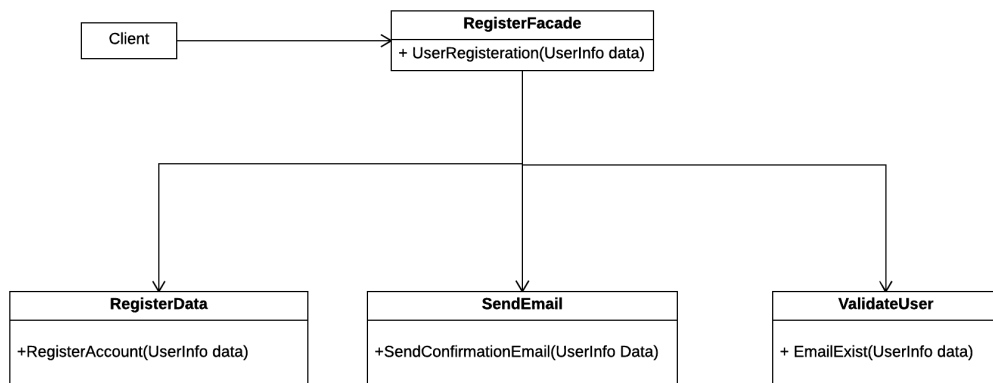 Client
RegisterFacade
+ UserRegisteration(UserInfo data)
RegisterData
+RegisterAccount(UserInfo data)
SendEmail
+SendConfirmationEmail(UserInfo Data)
ValidateUser
+ EmailExist(UserInfo data)